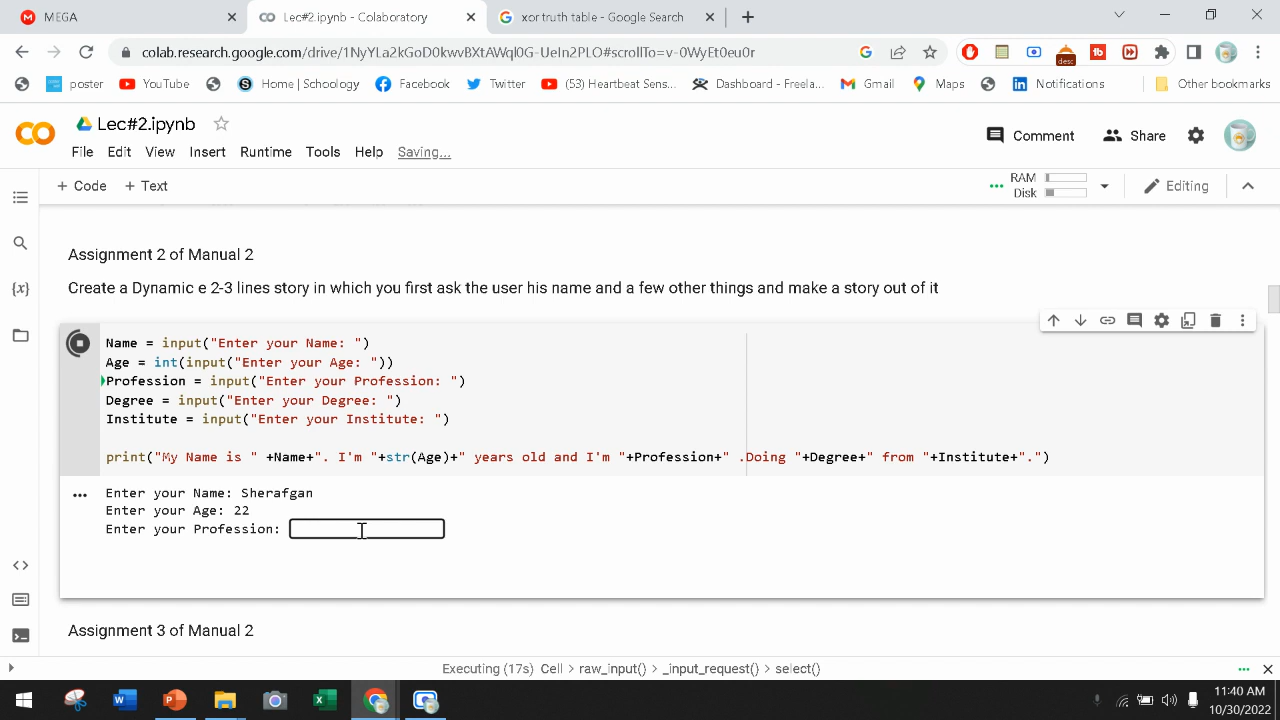 MEGA
Lec#2.ipynb - Colaboratory
xor truth table - Google Search
colab.research.google.com/drive/1NyYLa2kGoD0kwvBXtAWql0G-UeIn2PLO#scrollTo=v-0WyEt0eu0r
poster
YouTube
Home | Schoology
Facebook
Twitter
(53) Heartbeat Sens...
Dashboard - Freela...
Gmail
Maps
Notifications
Other bookmarks
Lec#2.ipynb
File Edit View Insert Runtime Tools Help Saving...
Comment
Share
+ Code + Text
RAM
Disk
Editing
Assignment 2 of Manual 2
Create a Dynamic e 2-3 lines story in which you first ask the user his name and a few other things and make a story out of it
Name = input("Enter your Name: ")
Age = int(input("Enter your Age: "))
Profession = input("Enter your Profession: ")
Degree = input("Enter your Degree: ")
Institute = input("Enter your Institute: ")
print("My Name is " +Name+". I'm "+str(Age)+" years old and I'm "+Profession+" .Doing "+Degree+" from "+Institute+".")
Enter your Name: Sherafgan
Enter your Age: 22
Enter your Profession:
Assignment 3 of Manual 2
Executing (17s) Cell > raw_input() > _input_request() > select()
11:40 AM
10/30/2022